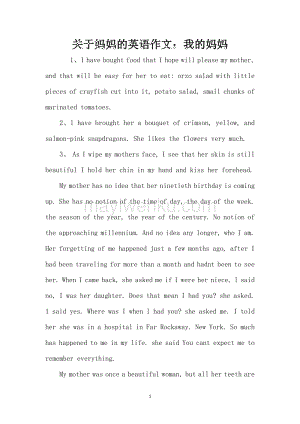 关于妈妈的英语作文：我的妈妈
1、I have bought food that I hope will please my mother,
and that will be easy for her to eat: orzo salad with little
pieces of crayfish cut into it, potato salad, small chunks of
marinated tomatoes.
2、I have brought her a bouquet of crimson, yellow, and
salmon-pink snapdragons. She likes the flowers very much.
3、 As I wipe my mothers face, I see that her skin is still
beautiful I hold her chin in my hand and kiss her forehead.
My mother has no idea that her ninetieth birthday is coming
up. She has no notion of the time of day, the day of the week,
the season of the year, the year of the century. No notion of
the approaching millennium. And no idea any longer, who I am.
Her forgetting of me happened just a few months ago, after I
had been traveling for more than a month and hadnt been to see
her. When I came back, she asked me if I were her niece, I said
no, I was her daughter. Does that mean I had you? she asked.
I said yes. Where was I when I had you? she asked me. I told
her she was in a hospital in Far Rockaway, New York. So much
has happened to me in my life. she said You cant expect me to
remember everything.
My mother was once a beautiful woman, but all her teeth are
1